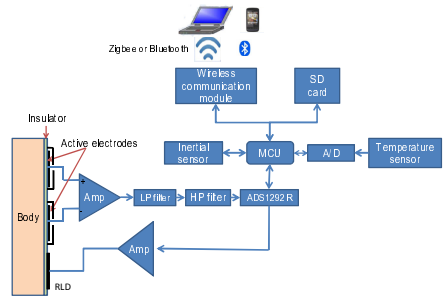 Zigbee or Bluetooth
Wireless
communication
module
SD
card
Insulator
Active electrodes
Inertial
sensor
MCU
A/D
Temperature
sensor
Body
+
-
Amp
LP filter
HP filter
ADS1292R
Amp
RLD